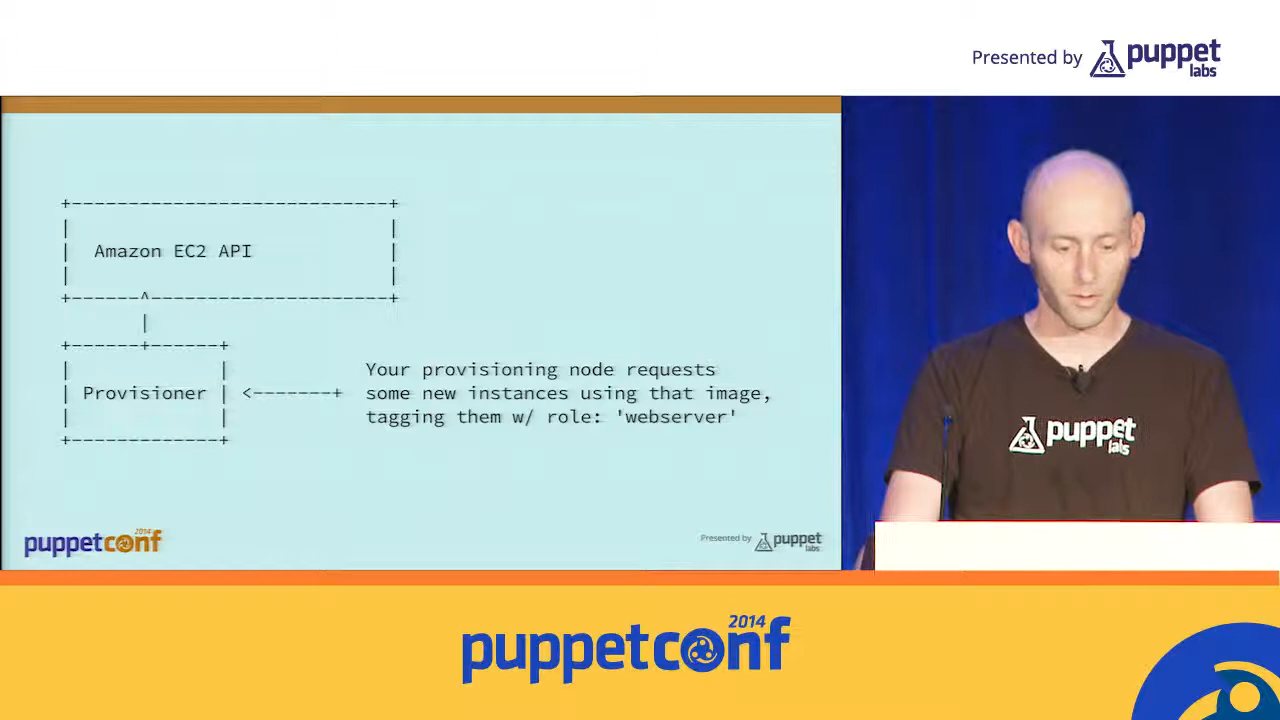 Presented by puppet labs
Amazon EC2 API
Provisioner
Your provisioning node requests
some new instances using that image,
tagging them w/ role: 'webserver'
puppetconf 2014
Presented by puppet labs
puppet labs
puppetconf 2014